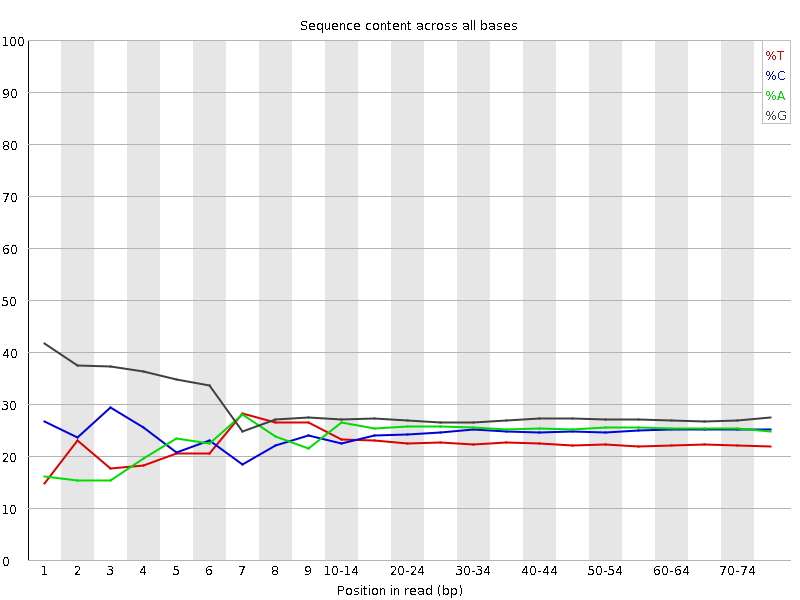 Sequence content across all bases
100
90
80
70
60
50
40
30
20
10
0
%T
%C
%A
%G
1 2 3 4 5 6 7 8 9 10-14 20-24 30-34 40-44 50-54 60-64 70-74
Position in read (bp)